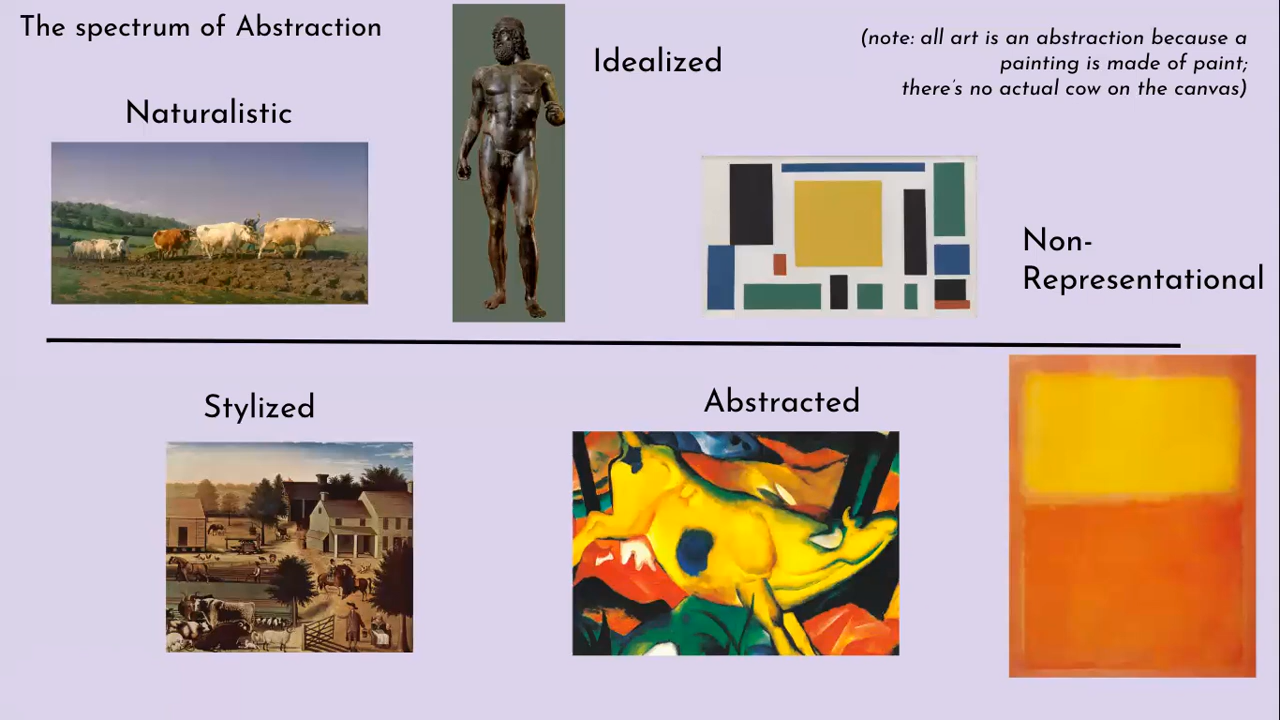 The spectrum of Abstraction
Idealized
(note: all art is an abstraction because a
painting is made of paint;
there's no actual cow on the canvas)
Naturalistic
Non-
Representational
Stylized
Abstracted